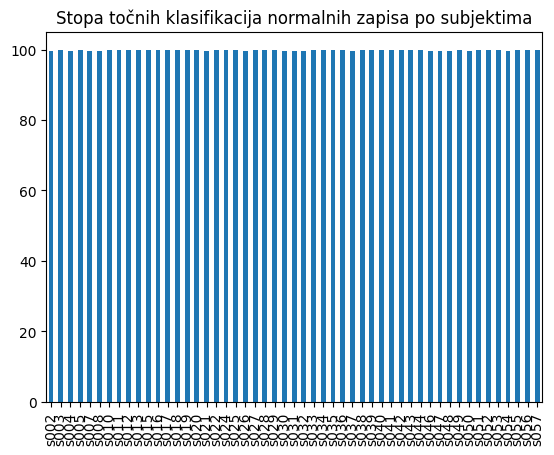 Stopa točnih klasifikacija normalnih zapisa po subjektima
100
80
60
40
20
0
s002
s003
s004
s005
s007
s008
s010
s011
s012
s013
s015
s016
s017
s018
s019
s020
s021
s022
s024
s025
s026
s027
s028
s029
s030
s031
s032
s033
s034
s035
s036
s037
s038
s039
s040
s041
s042
s043
s044
s046
s047
s048
s049
s050
s051
s052
s053
s054
s055
s056
s057